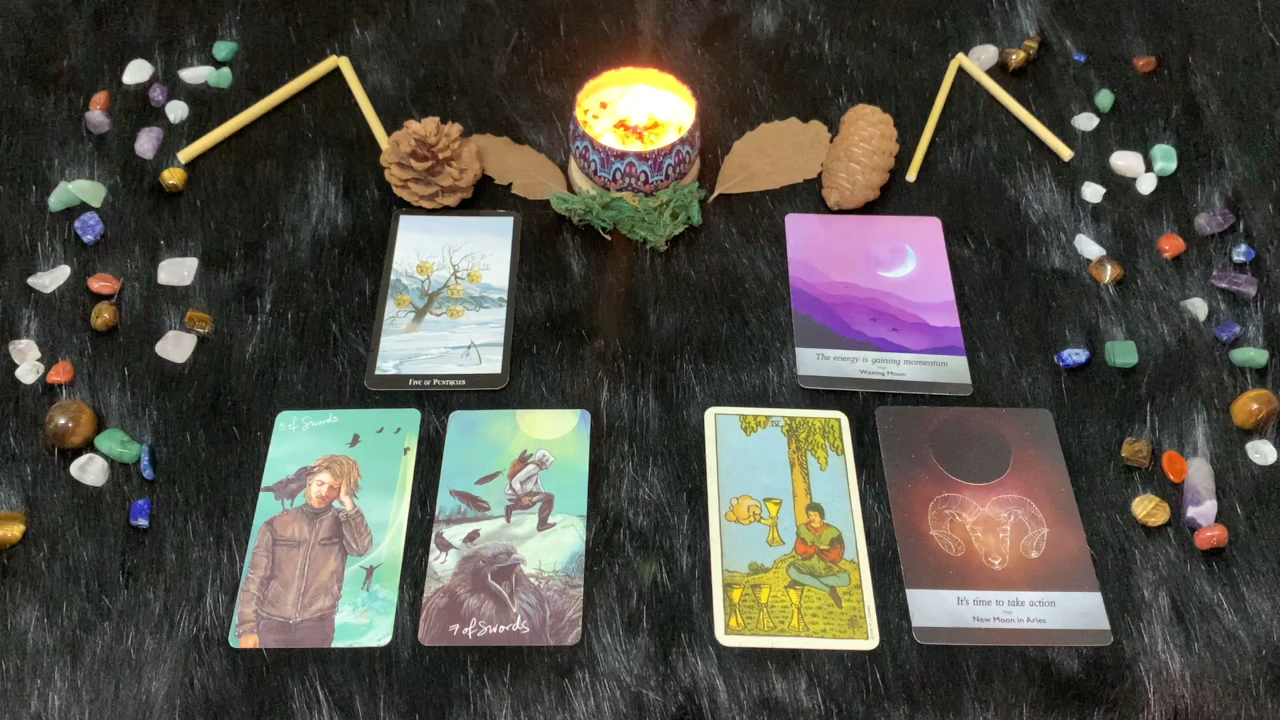 Five of Pentacles
The energy is gaining momentum
Waxing Moon
5 of Swords
7 of Swords
IV
It's time to take action
New Moon in Aries